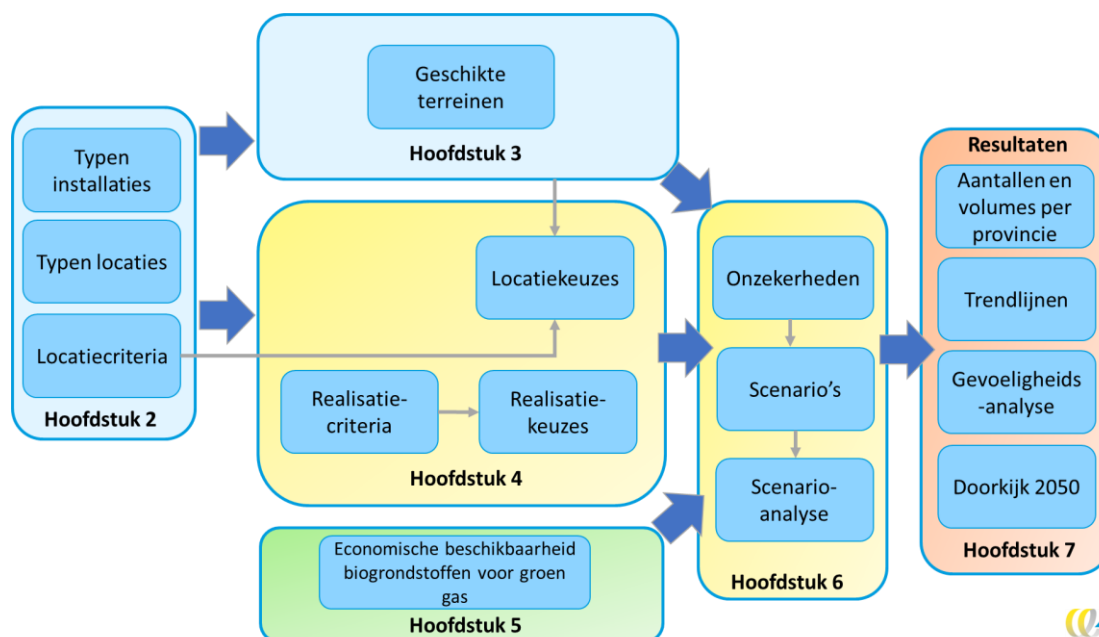 Typen
installaties
Typen locaties
Locatiecriteria
Hoofdstuk 2
Geschikte
terreinen
Hoofdstuk 3
Locatiekeuzes
Realisatie-
criteria
Realisatie-
keuzes
Hoofdstuk 4
Economische beschikbaarheid
biogrondstoffen voor groen
gas
Hoofdstuk 5
Onzekerheden
Scenario's
Scenario-
analyse
Hoofdstuk 6
Resultaten
Aantallen en
volumes per
provincie
Trendlijnen
Gevoeligheids
-analyse
Doorkijk 2050
Hoofdstuk 7